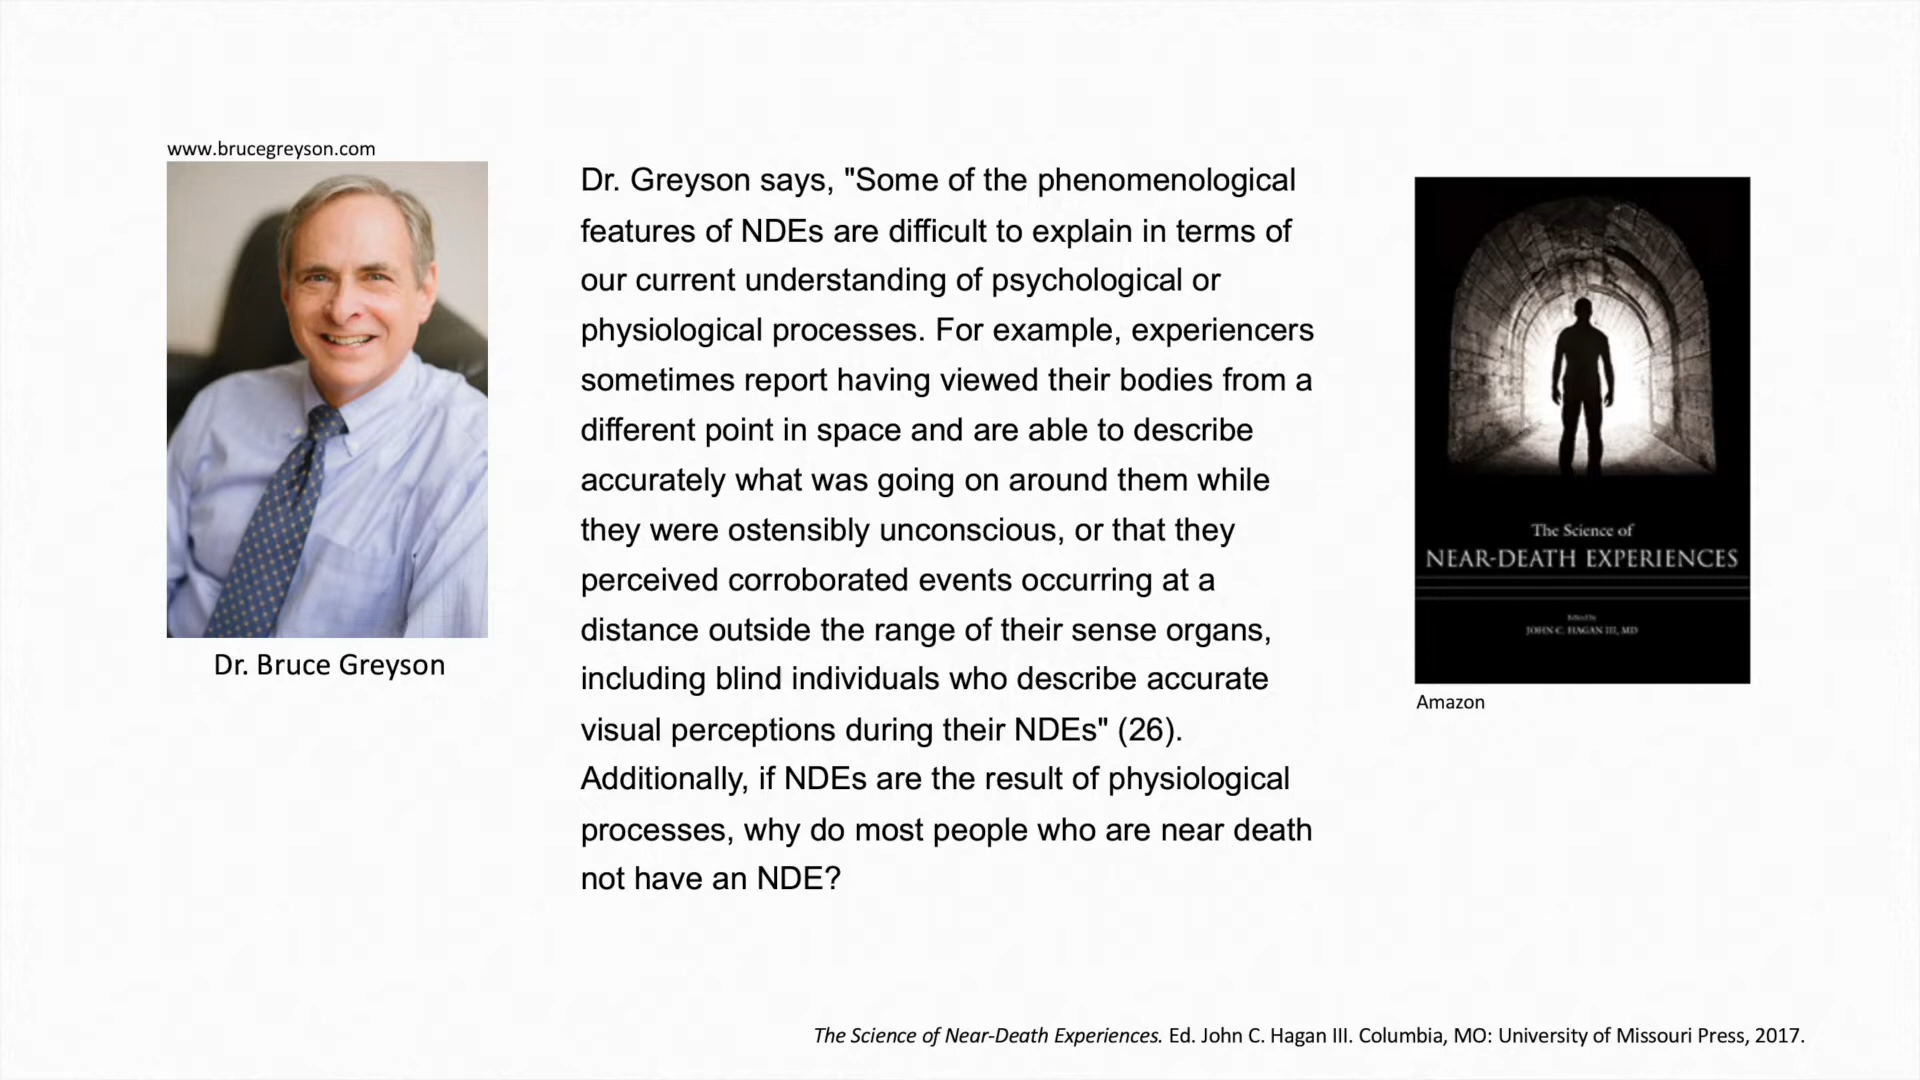 www.brucegreyson.com
Dr. Bruce Greyson
Dr. Greyson says, "Some of the phenomenological
features of NDEs are difficult to explain in terms of
our current understanding of psychological or
physiological processes. For example, experiencers
sometimes report having viewed their bodies from a
different point in space and are able to describe
accurately what was going on around them while
they were ostensibly unconscious, or that they
perceived corroborated events occurring at a
distance outside the range of their sense organs,
including blind individuals who describe accurate
visual perceptions during their NDEs" (26).
Additionally, if NDEs are the result of physiological
processes, why do most people who are near death
not have an NDE?
The Science of
NEAR-DEATH EXPERIENCES
Edited by
JOHN C. HAGAN III, MD
Amazon
The Science of Near-Death Experiences. Ed. John C. Hagan III. Columbia, MO: University of Missouri Press, 2017.